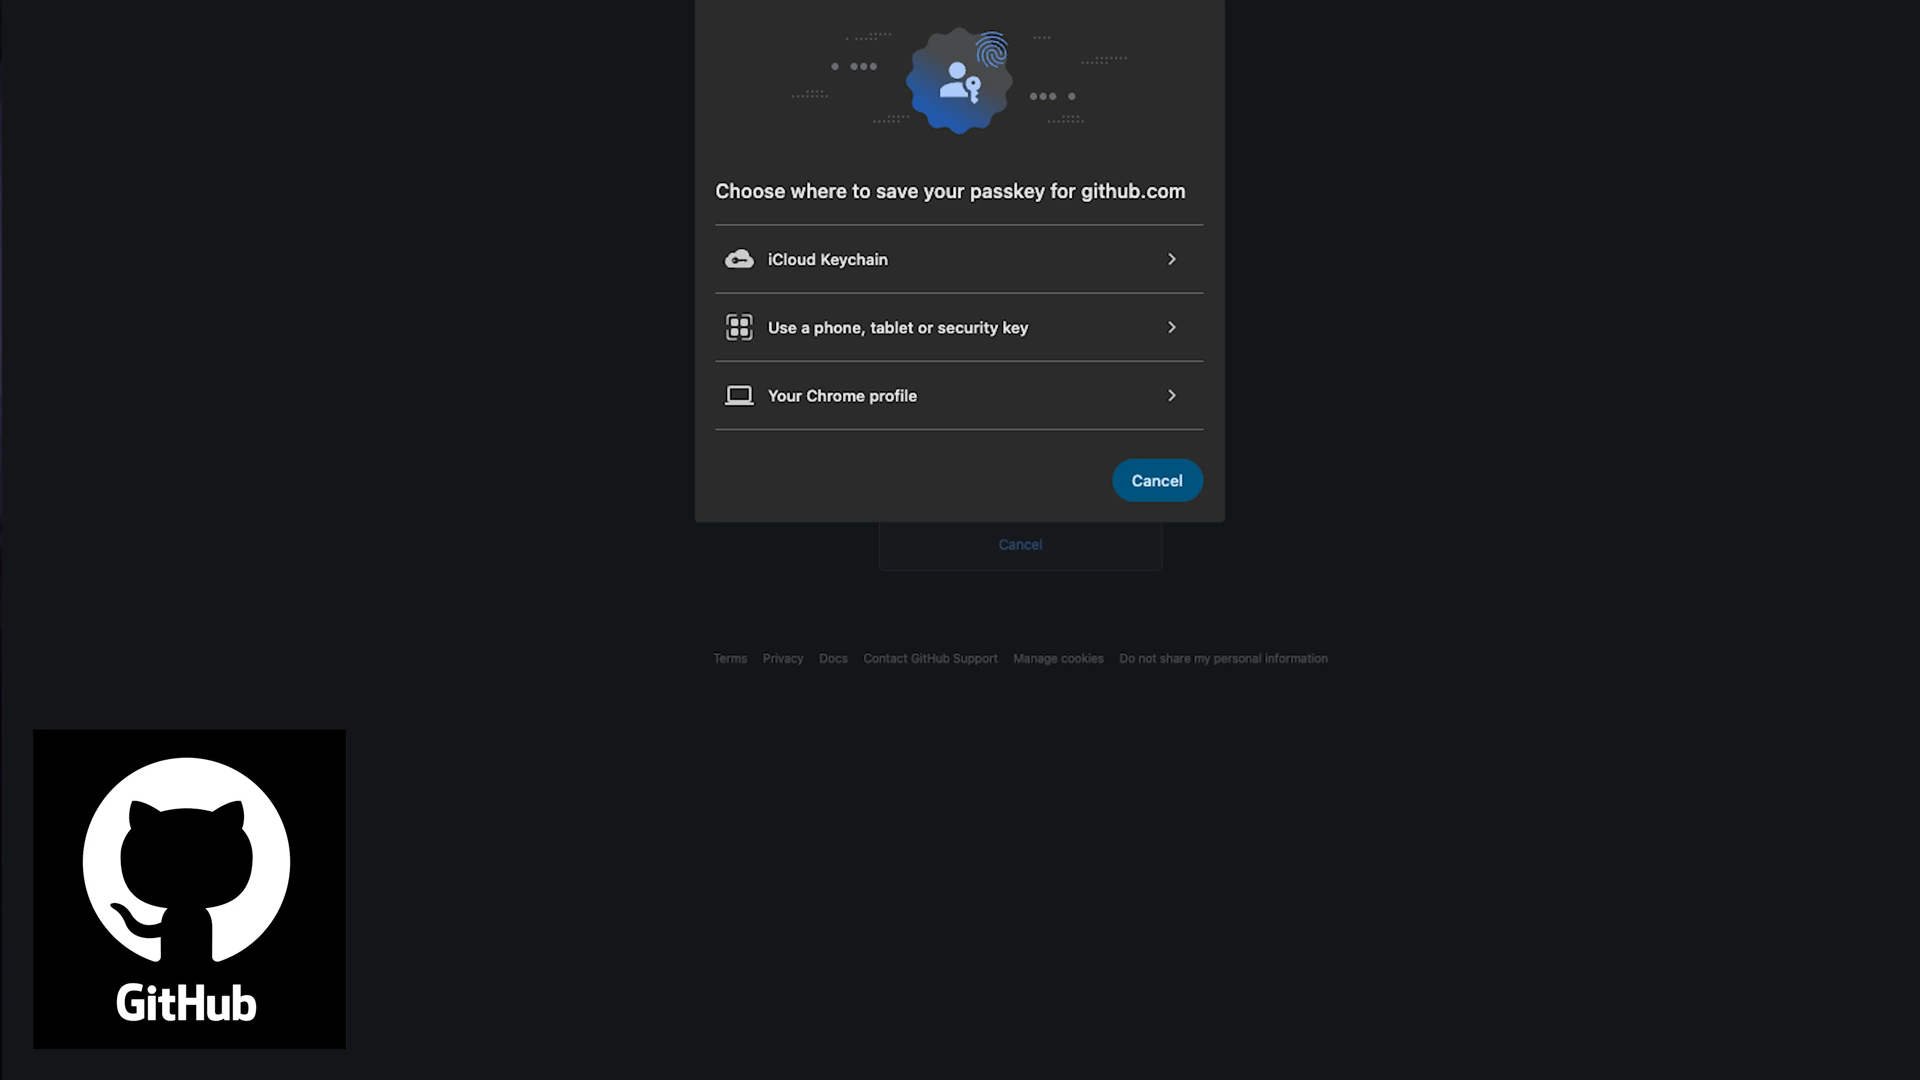 Choose where to save your passkey for github.com
iCloud Keychain
Use a phone, tablet or security key
Your Chrome profile
Cancel
Cancel
Terms Privacy Docs Contact GitHub Support Manage cookies Do not share my personal information
GitHub